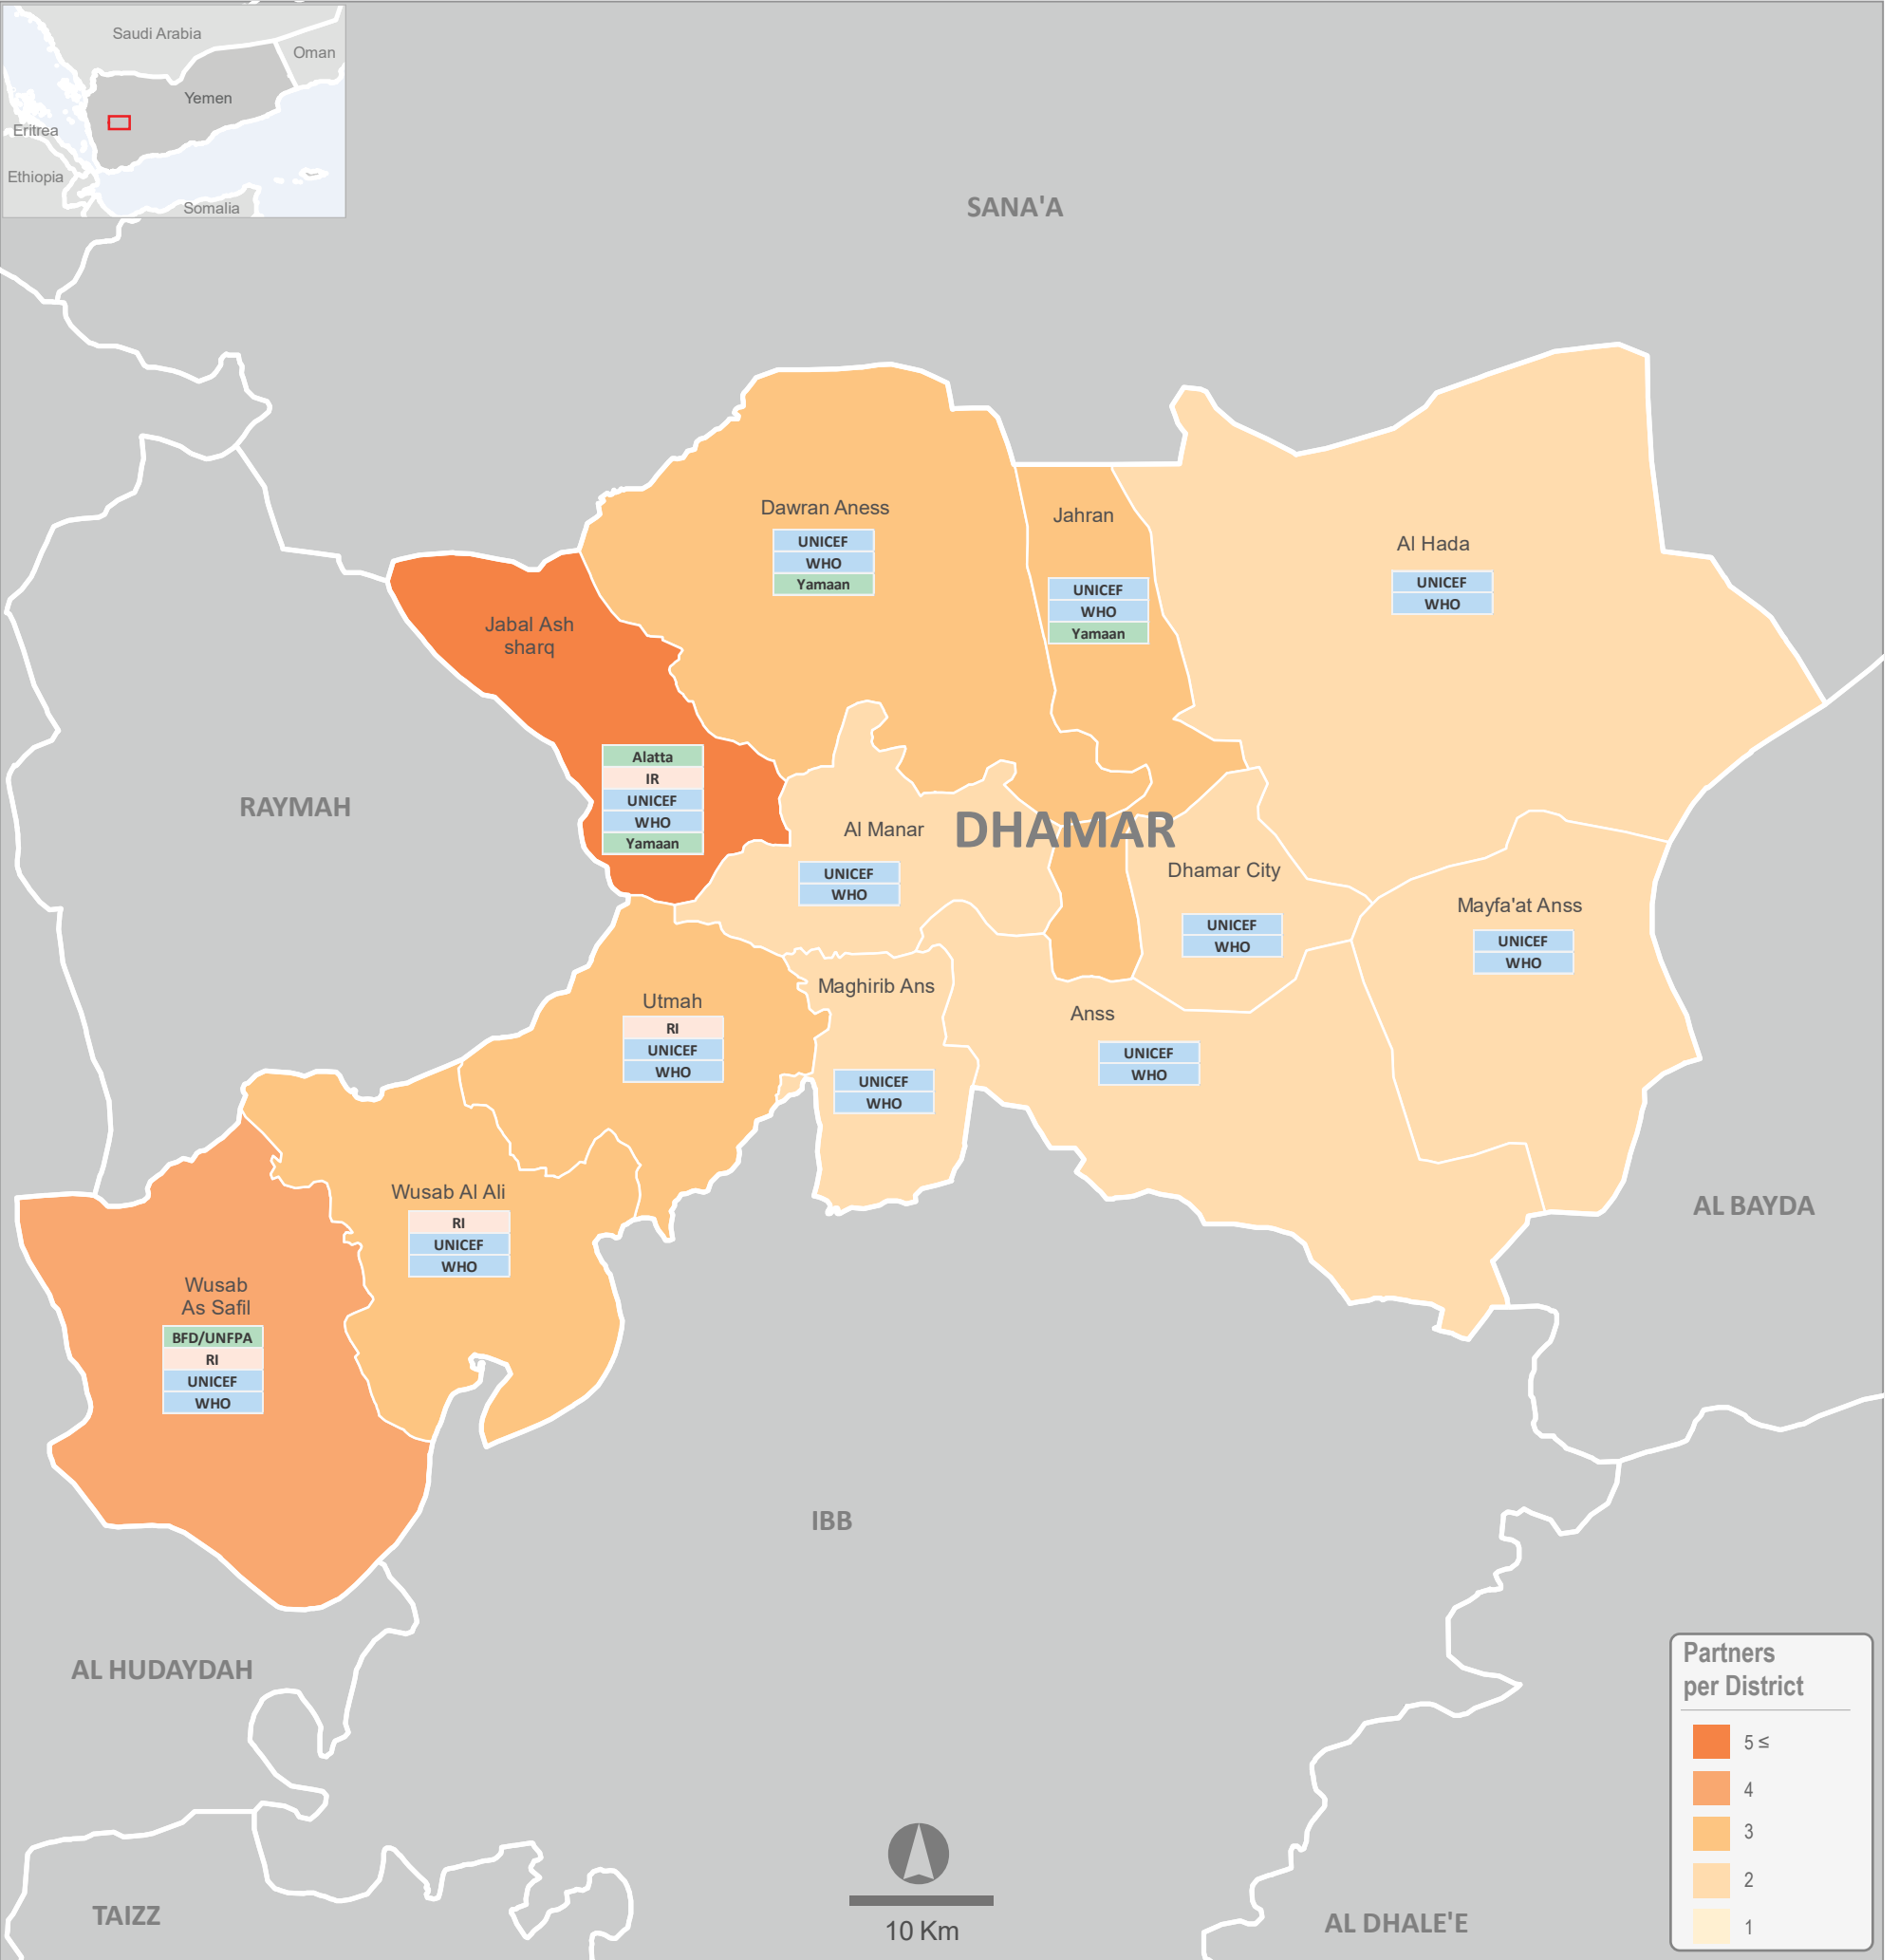 Saudi Arabia
Oman
Yemen
Eritrea
Ethiopia
Somalia
SANA'A
Dawran Aness
UNICEF
WHO
Yamaan
Jahran
UNICEF
WHO
Yamaan
Al Hada
UNICEF
WHO
Jabal Ash
sharq
Alatta
IR
UNICEF
WHO
Yamaan
RAYMAH
Al Manar
UNICEF
WHO
DHAMAR
Dhamar City
UNICEF
WHO
Mayfa'at Anss
UNICEF
WHO
Utmah
RI
UNICEF
WHO
Maghirib Ans
UNICEF
WHO
Anss
UNICEF
WHO
Wusab Al Ali
RI
UNICEF
WHO
AL BAYDA
Wusab
As Safil
BFD/UNFPA
RI
UNICEF
WHO
IBB
AL HUDAYDAH
TAIZZ
10 Km
AL DHALE'E
Partners
per District
5 ≤
4
3
2
1